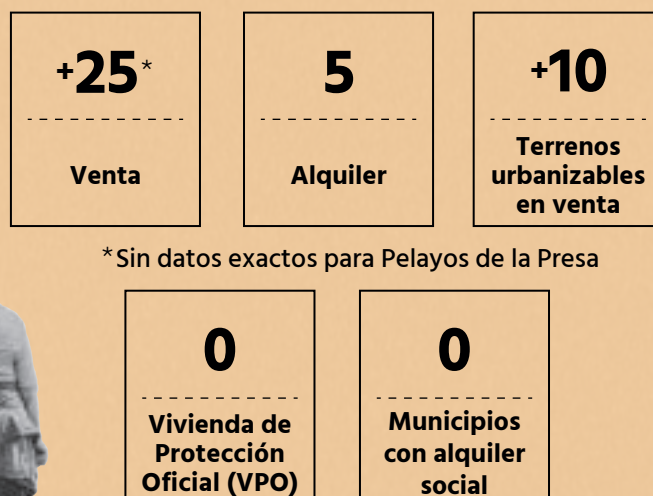 +25*
Venta
5
Alquiler
+10
Terrenos
urbanizables
en venta
*Sin datos exactos para Pelayos de la Presa
0
Vivienda de
Protección
Oficial (VPO)
0
Municipios
con alquiler
social